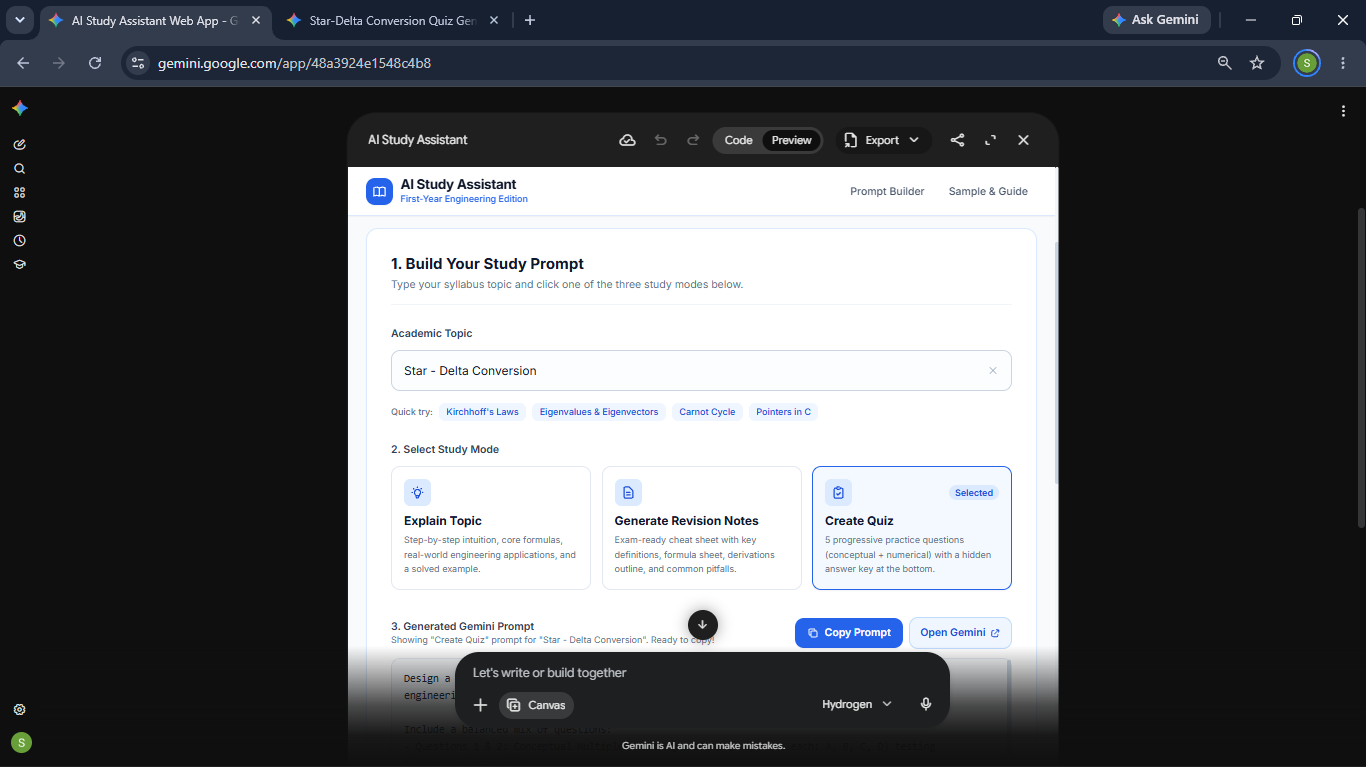 AI Study Assistant Web App - G
Star-Delta Conversion Quiz Gen
Ask Gemini
gemini.google.com/app/48a3924e1548c4b8
S
AI Study Assistant
Code
Preview
Export
AI Study Assistant
First-Year Engineering Edition
Prompt Builder
Sample & Guide
1. Build Your Study Prompt
Type your syllabus topic and click one of the three study modes below.
Academic Topic
Star - Delta Conversion
Quick try:
Kirchhoff's Laws
Eigenvalues & Eigenvectors
Carnot Cycle
Pointers in C
2. Select Study Mode
Explain Topic
Step-by-step intuition, core formulas,
real-world engineering applications, and
a solved example.
Generate Revision Notes
Exam-ready cheat sheet with key
definitions, formula sheet, derivations
outline, and common pitfalls.
Selected
Create Quiz
5 progressive practice questions
(conceptual + numerical) with a hidden
answer key at the bottom.
3. Generated Gemini Prompt
Showing "Create Quiz" prompt for "Star - Delta Conversion". Ready to copy!
Copy Prompt
Open Gemini
Design a
engineeri
Let's write or build together
Canvas
Hydrogen
Include a balanced mix of questions:
Gemini is AI and can make mistakes.
S